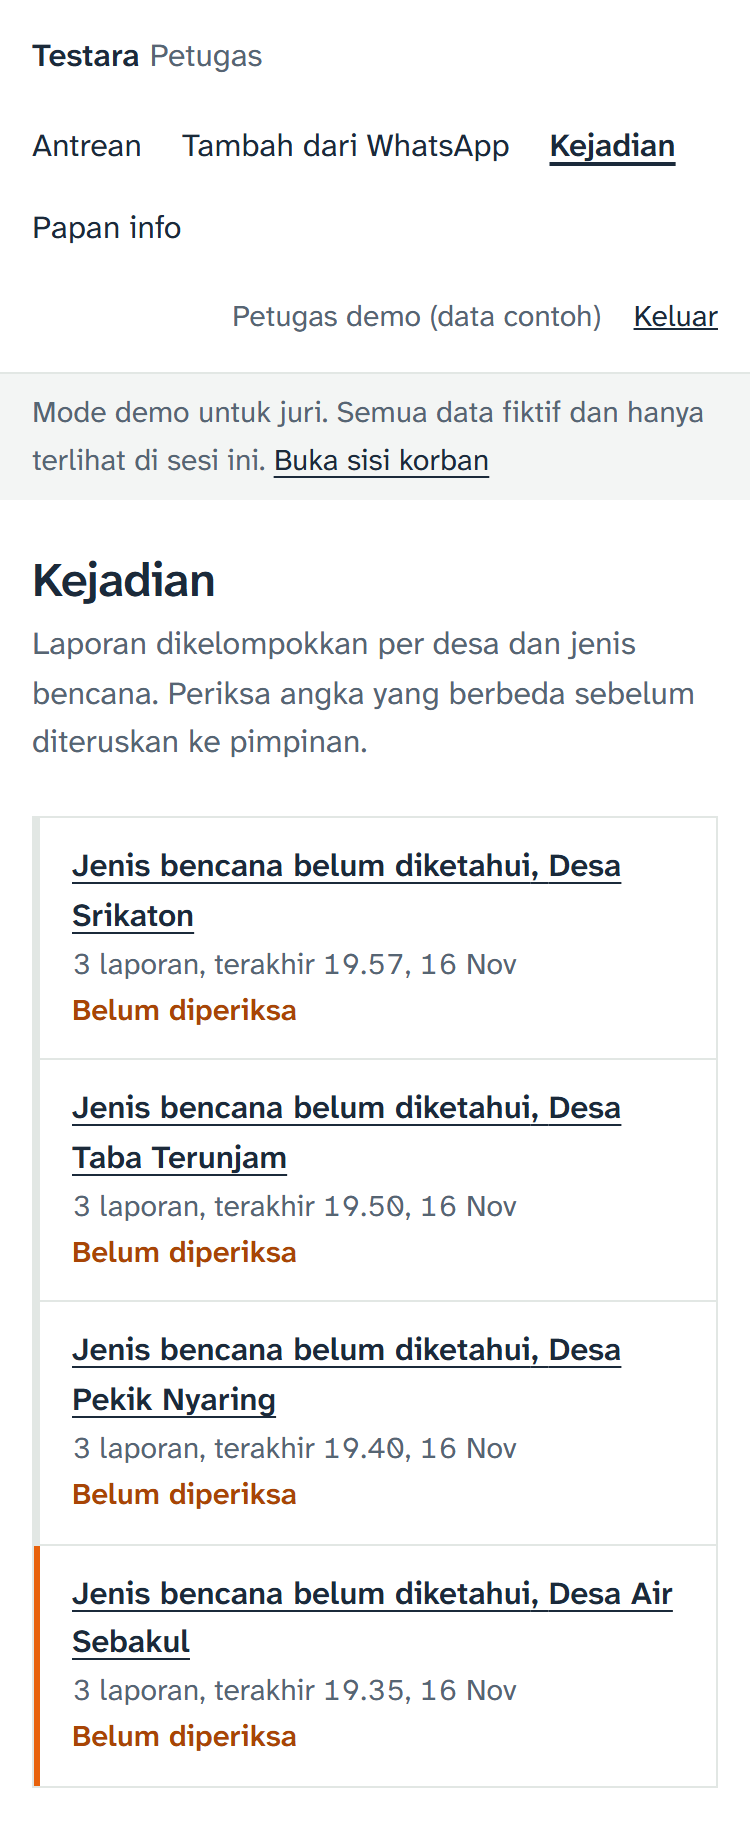 Testara Petugas
Antrean Tambah dari WhatsApp Kejadian
Papan info
Petugas demo (data contoh) Keluar
Mode demo untuk juri. Semua data fiktif dan hanya
terlihat di sesi ini. Buka sisi korban
Kejadian
Laporan dikelompokkan per desa dan jenis
bencana. Periksa angka yang berbeda sebelum
diteruskan ke pimpinan.
Jenis bencana belum diketahui, Desa
Srikaton
3 laporan, terakhir 19.57, 16 Nov
Belum diperiksa
Jenis bencana belum diketahui, Desa
Taba Terunjam
3 laporan, terakhir 19.50, 16 Nov
Belum diperiksa
Jenis bencana belum diketahui, Desa
Pekik Nyaring
3 laporan, terakhir 19.40, 16 Nov
Belum diperiksa
Jenis bencana belum diketahui, Desa Air
Sebakul
3 laporan, terakhir 19.35, 16 Nov
Belum diperiksa